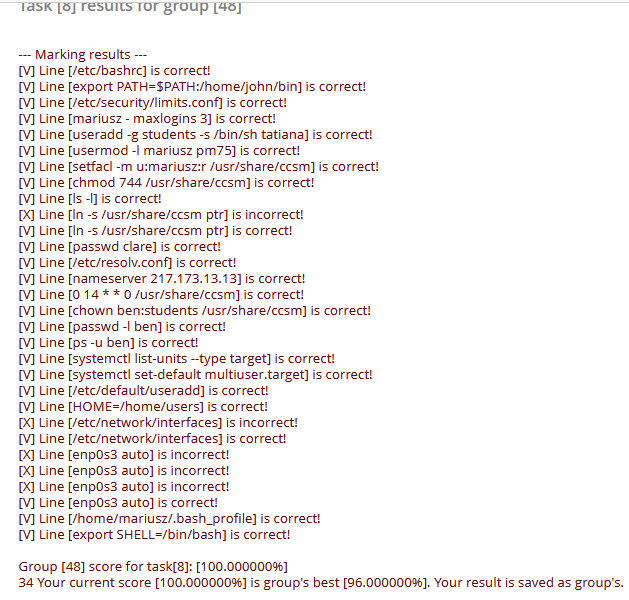 Task [8] results for group [48]
--- Marking results ---
[V] Line [/etc/bashrc] is correct!
[V] Line [export PATH=$PATH:/home/john/bin] is correct!
[V] Line [/etc/security/limits.conf] is correct!
[V] Line [mariusz - maxlogins 3] is correct!
[V] Line [useradd -g students -s /bin/sh tatiana] is correct!
[V] Line [usermod -l mariusz pm75] is correct!
[V] Line [setfacl -m u:mariusz:r /usr/share/ccsm] is correct!
[V] Line [chmod 744 /usr/share/ccsm] is correct!
[V] Line [ls -l] is correct!
[X] Line [ln -s /usr/share/ccsm ptr] is incorrect!
[V] Line [ln -s /usr/share/ccsm ptr] is correct!
[V] Line [passwd clare] is correct!
[V] Line [/etc/resolv.conf] is correct!
[V] Line [nameserver 217.173.13.13] is correct!
[V] Line [0 14 * * 0 /usr/share/ccsm] is correct!
[V] Line [chown ben:students /usr/share/ccsm] is correct!
[V] Line [passwd -l ben] is correct!
[V] Line [ps -u ben] is correct!
[V] Line [systemctl list-units --type target] is correct!
[V] Line [systemctl set-default multiuser.target] is correct!
[V] Line [/etc/default/useradd] is correct!
[V] Line [HOME=/home/users] is correct!
[X] Line [/etc/network/interfaces] is incorrect!
[V] Line [/etc/network/interfaces] is correct!
[X] Line [enp0s3 auto] is incorrect!
[X] Line [enp0s3 auto] is incorrect!
[X] Line [enp0s3 auto] is incorrect!
[V] Line [enp0s3 auto] is correct!
[V] Line [/home/mariusz/.bash_profile] is correct!
[V] Line [export SHELL=/bin/bash] is correct!
Group [48] score for task[8]: [100.000000%]
34 Your current score [100.000000%] is group's best [96.000000%]. Your result is saved as group's.